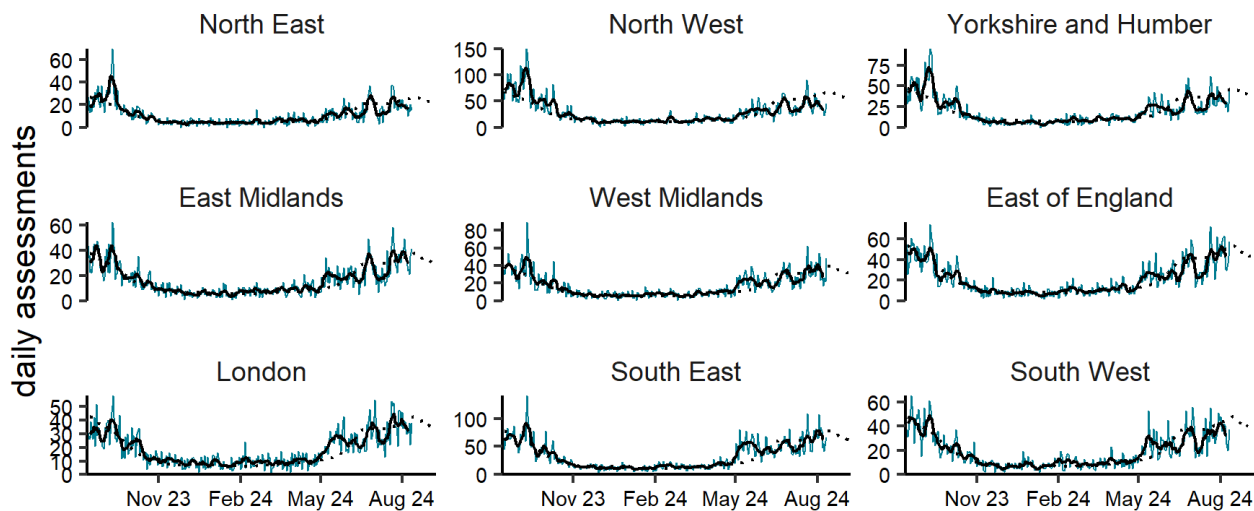 daily assessments
North East
60
40
20
0
North West
150
100
50
0
Yorkshire and Humber
75
50
25
0
East Midlands
60
40
20
0
West Midlands
80
60
40
20
0
East of England
60
40
20
0
London
50
40
30
20
10
0
South East
100
50
0
South West
60
40
20
0
Nov 23 Feb 24 May 24 Aug 24
Nov 23 Feb 24 May 24 Aug 24
Nov 23 Feb 24 May 24 Aug 24